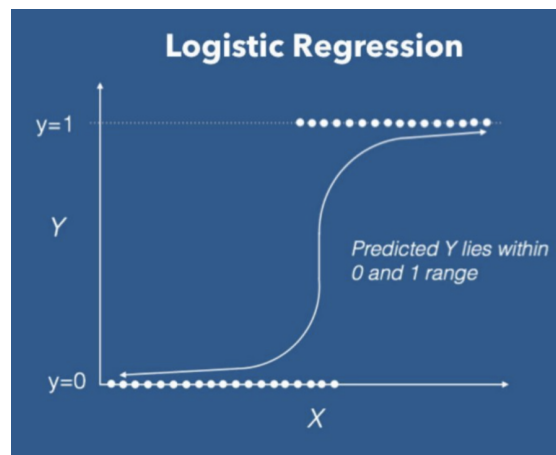 Logistic Regression
y=1
Y
Predicted Y lies within
0 and 1 range
y=0
X